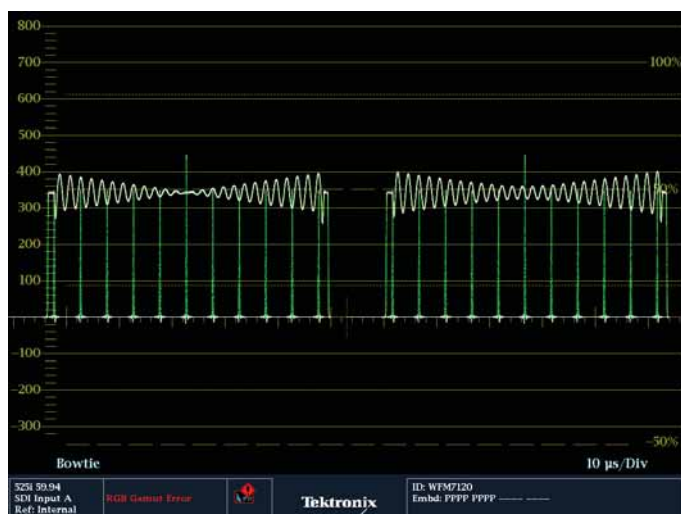 800
700
100%
600
500
400
50%
300
200
100
-100
-200
-300
-50%
Bowtie
10 µs/Div
525i 59.94
SDI Input A
Ref: Internal
RGB Gamut Error
Tektronix
ID: WFM7120
Embd: PPPP PPPP ---- ----